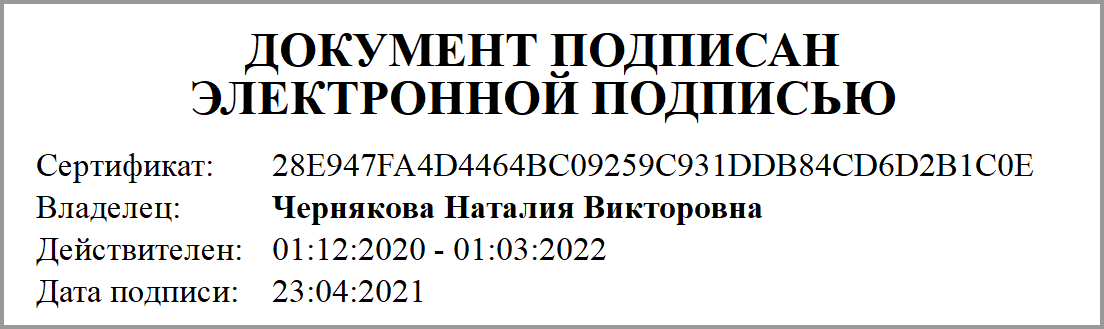 ДОКУМЕНТ ПОДПИСАН
ЭЛЕКТРОННОЙ ПОДПИСЬЮ
Сертификат: 28E947FA4D4464BC09259C931DDB84CD6D2B1C0E
Владелец: Чернякова Наталия Викторовна
Действителен: 01:12:2020 - 01:03:2022
Дата подписи: 23:04:2021